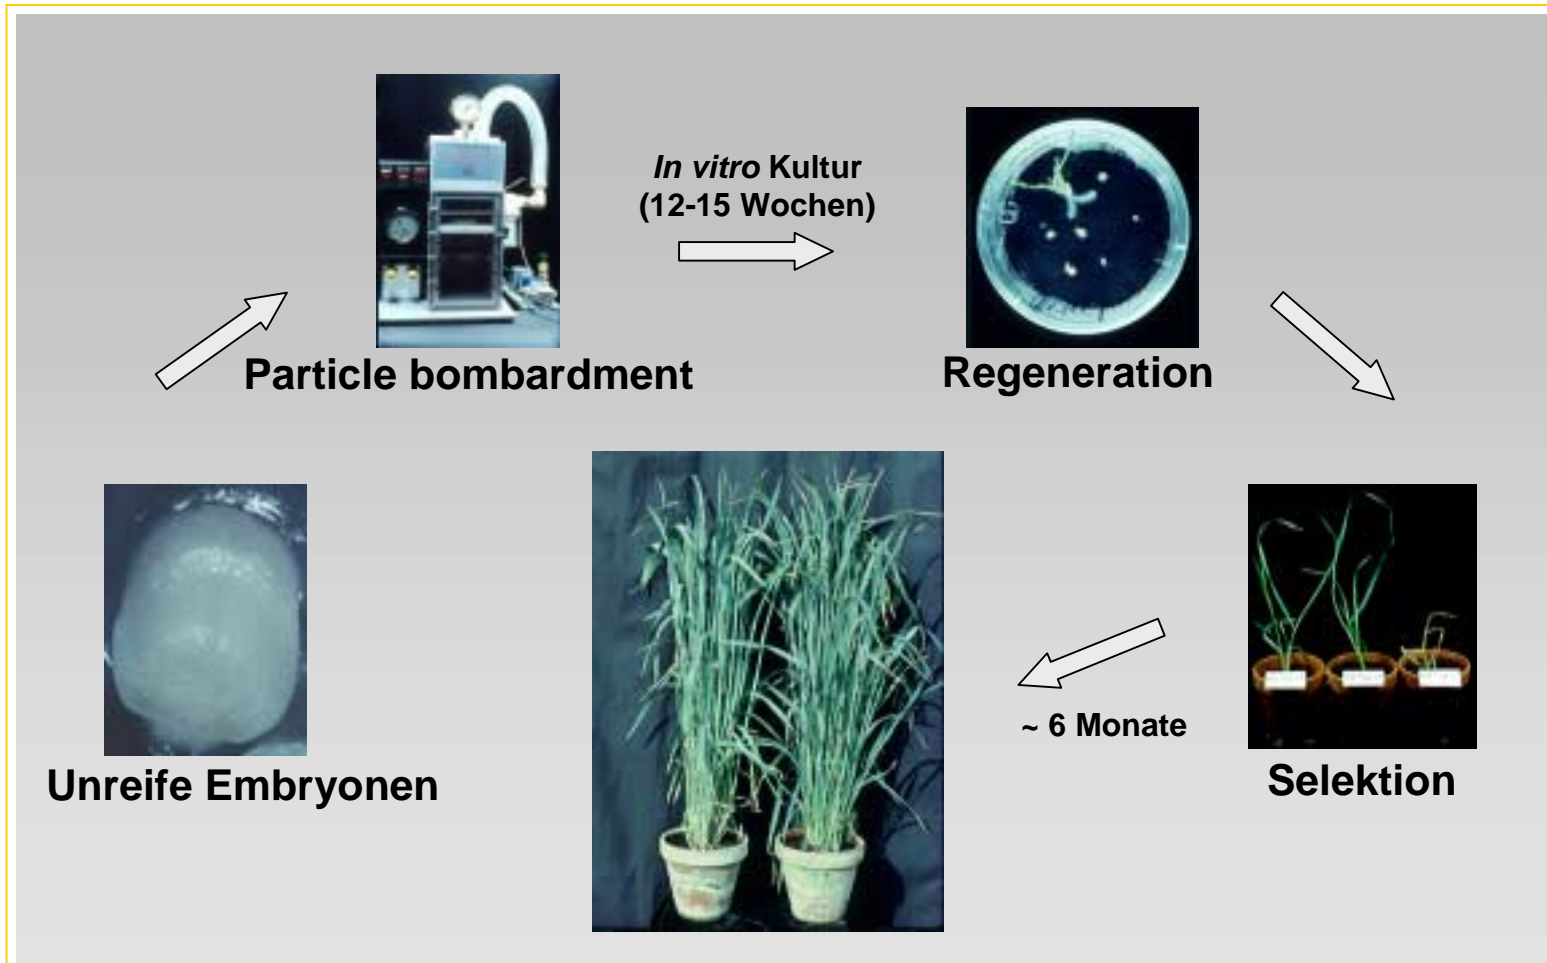 In vitro Kultur
(12-15 Wochen)
Particle bombardment
Regeneration
Unreife Embryonen
~ 6 Monate
Selektion